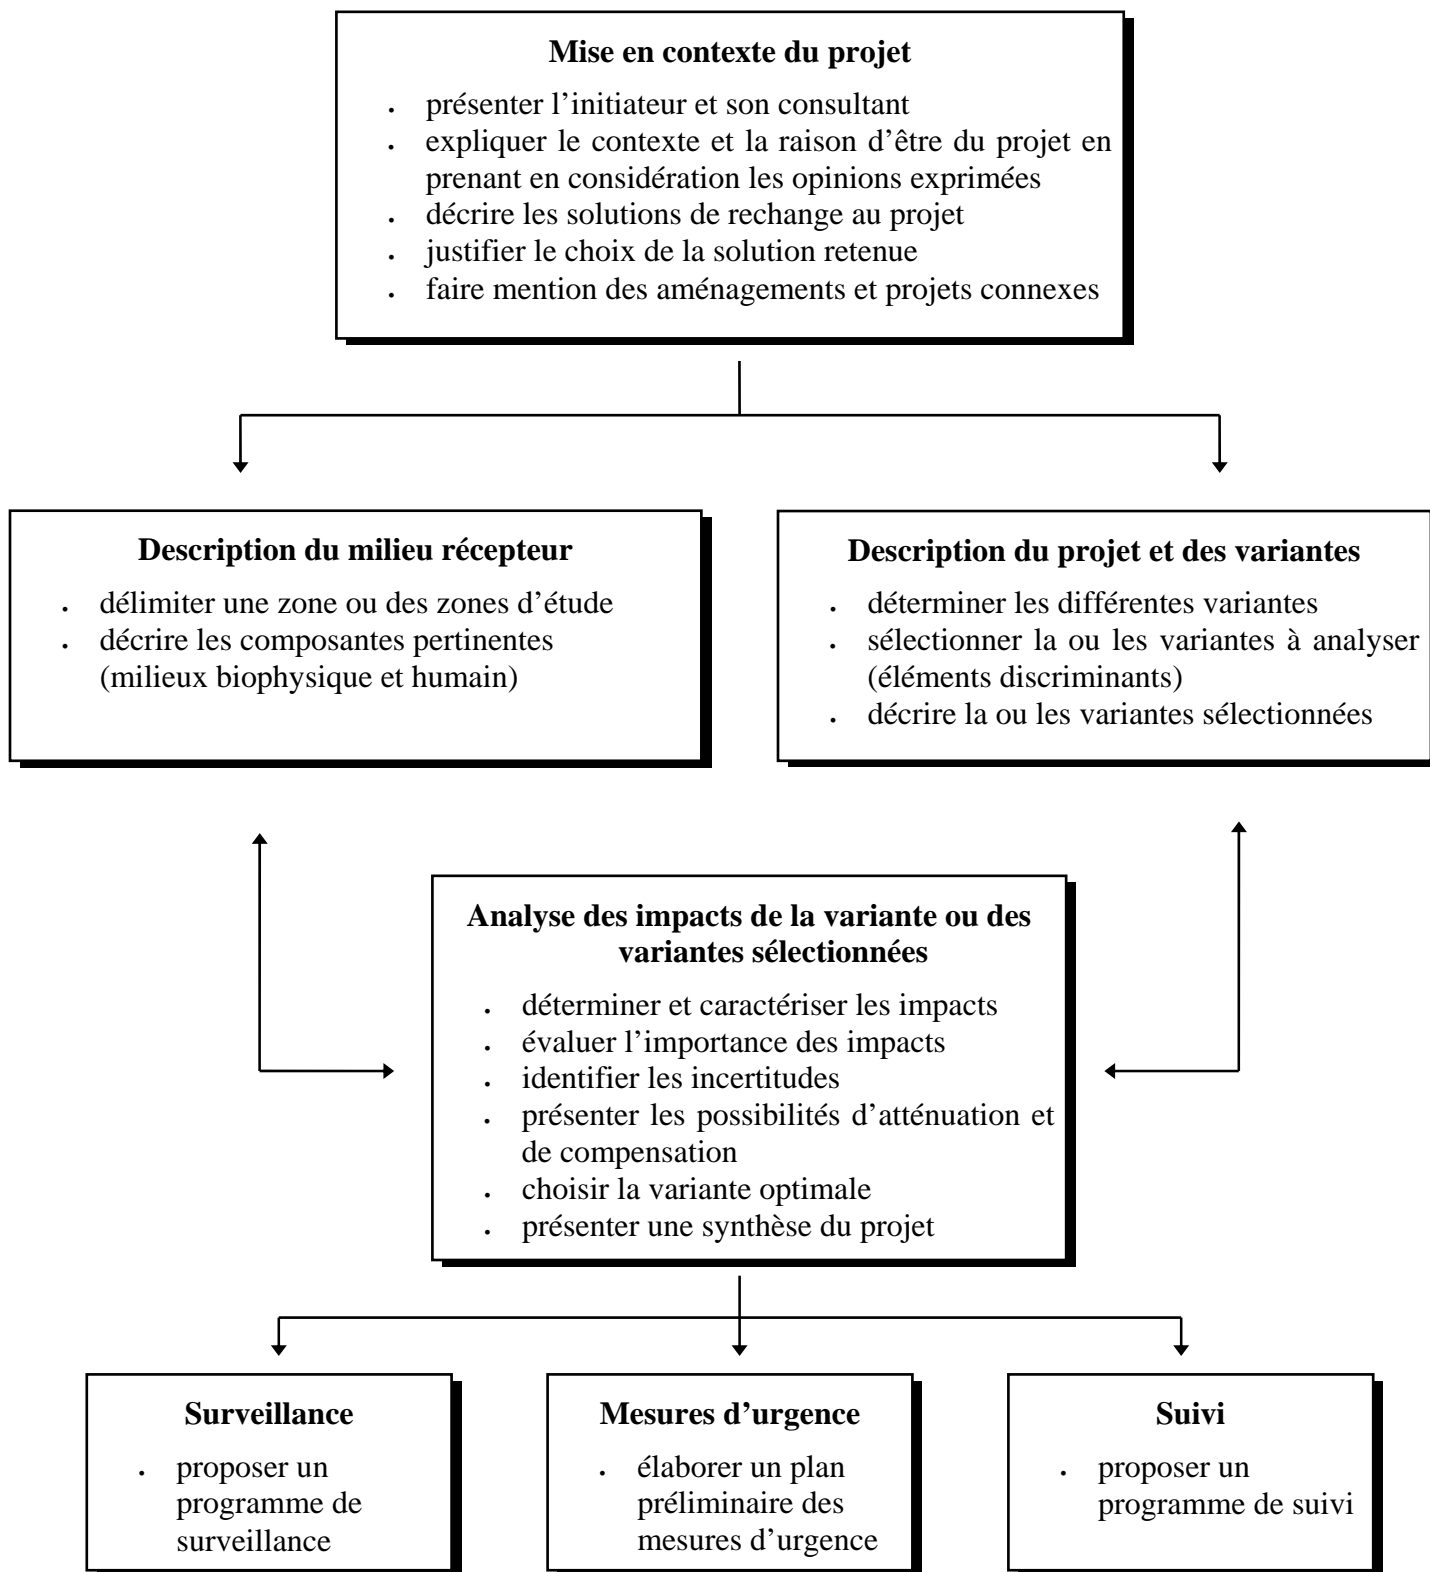 Mise en contexte du projet
. présenter l’initiateur et son consultant
. expliquer le contexte et la raison d’être du projet en
prenant en considération les opinions exprimées
. décrire les solutions de rechange au projet
. justifier le choix de la solution retenue
. faire mention des aménagements et projets connexes
Description du milieu récepteur
. délimiter une zone ou des zones d’étude
. décrire les composantes pertinentes
(milieux biophysique et humain)
Description du projet et des variantes
. déterminer les différentes variantes
. sélectionner la ou les variantes à analyser
(éléments discriminants)
. décrire la ou les variantes sélectionnées
Analyse des impacts de la variante ou des
variantes sélectionnées
. déterminer et caractériser les impacts
. évaluer l’importance des impacts
. identifier les incertitudes
. présenter les possibilités d’atténuation et
de compensation
. choisir la variante optimale
. présenter une synthèse du projet
Surveillance
. proposer un
programme de
surveillance
Mesures d’urgence
. élaborer un plan
préliminaire des
mesures d’urgence
Suivi
. proposer un
programme de suivi